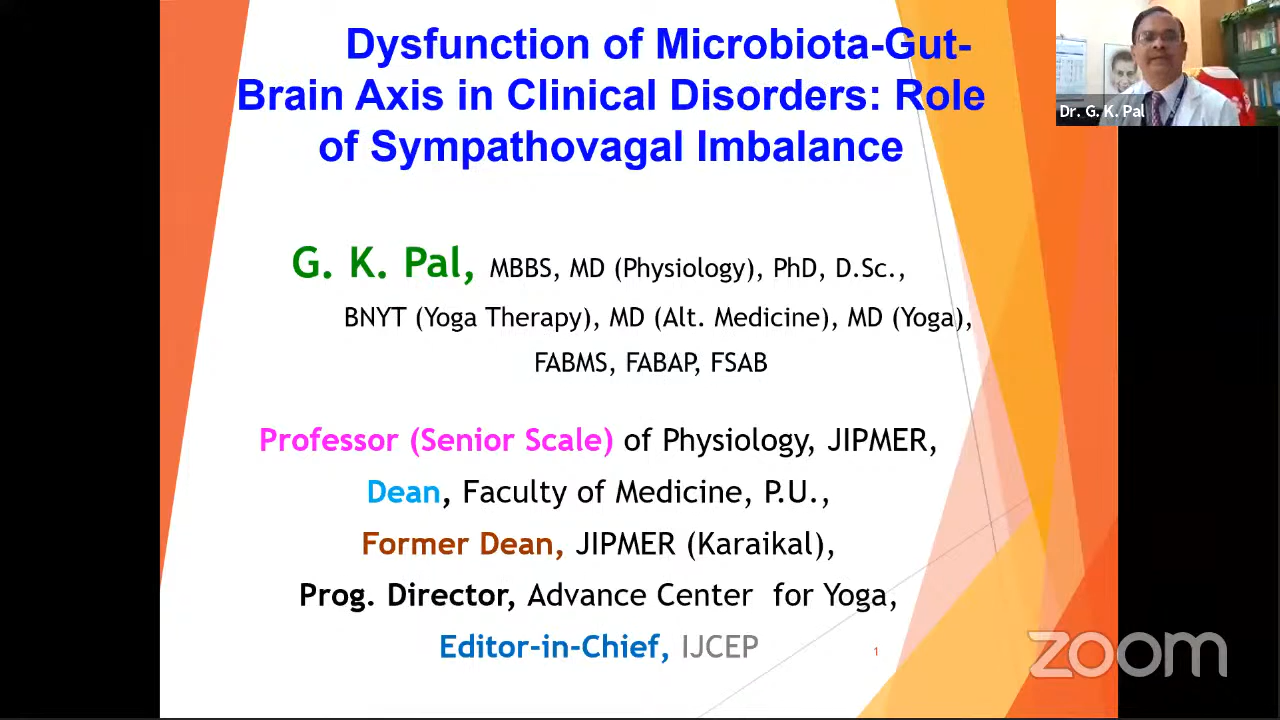 Dysfunction of Microbiota-Gut-
Brain Axis in Clinical Disorders: Role
of Sympathovagal Imbalance
Dr. G. K. Pal
G. K. Pal, MBBS, MD (Physiology), PhD, D.Sc.,
BNYT (Yoga Therapy), MD (Alt. Medicine), MD (Yoga),
FABMS, FABAP, FSAB
Professor (Senior Scale) of Physiology, JIPMER,
Dean, Faculty of Medicine, P.U.,
Former Dean, JIPMER (Karaikal),
Prog. Director, Advance Center for Yoga,
Editor-in-Chief, IJCEP
1
zoom